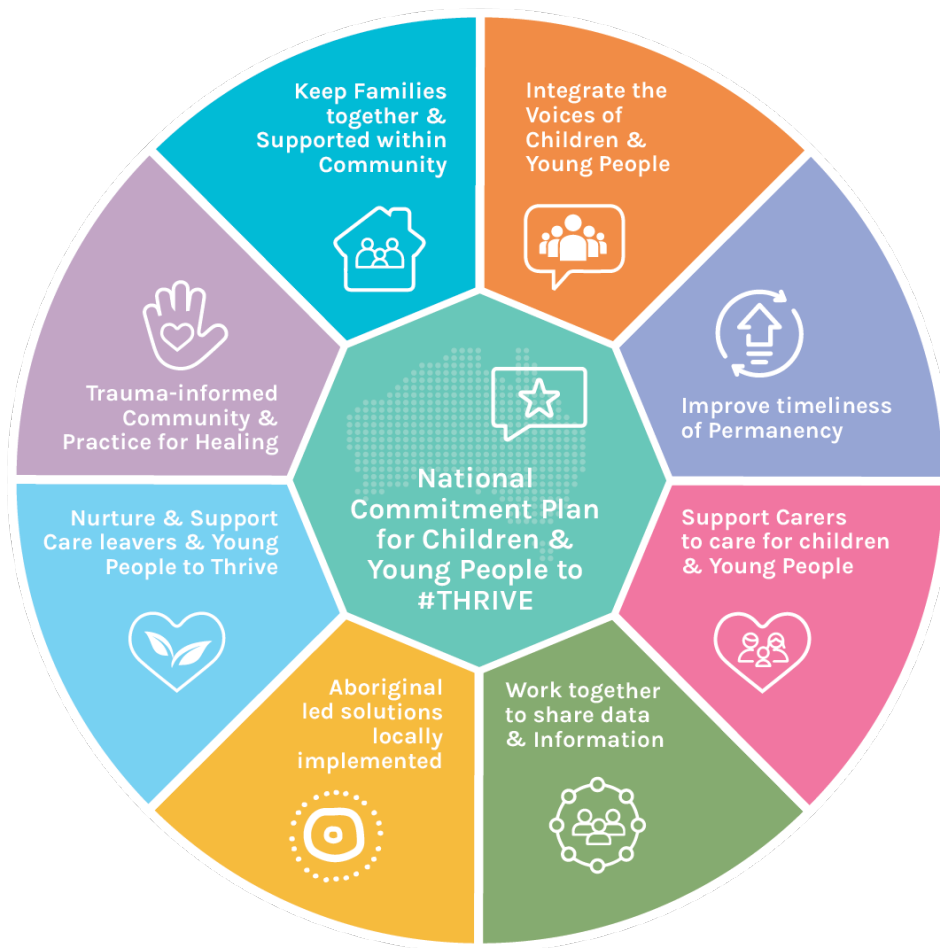 Keep Families
together &
Supported within
Community
Integrate the
Voices of
Children &
Young People
Improve timeliness
of Permanency
Support Carers
to care for children
& Young People
Work together
to share data
& Information
Aboriginal
led solutions
locally
implemented
Nurture & Support
Care leavers & Young
People to Thrive
Trauma-informed
Community &
Practice for Healing
National
Commitment Plan
for Children &
Young People to
#THRIVE